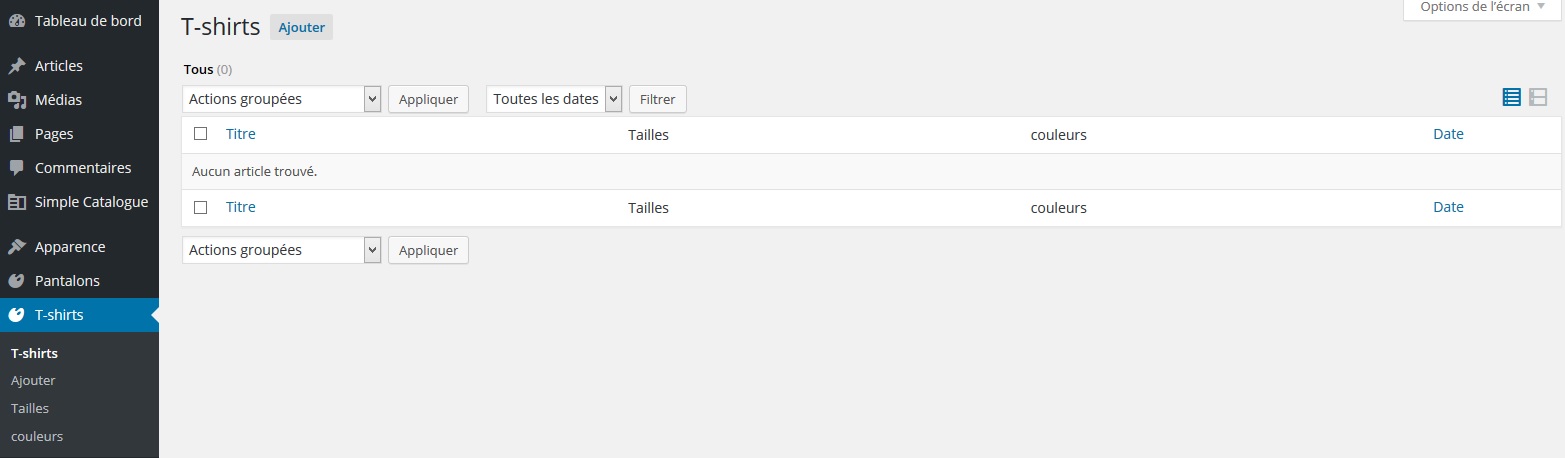 Tableau de bord
Articles
Médias
Pages
Commentaires
Simple Catalogue
Apparence
Pantalons
T-shirts
T-shirts
Ajouter
Tailles
couleurs
Options de l'écran
T-shirts Ajouter
Tous (0)
Actions groupées Appliquer Toutes les dates Filtrer
Titre Tailles couleurs Date
Aucun article trouvé.
Titre Tailles couleurs Date
Actions groupées Appliquer